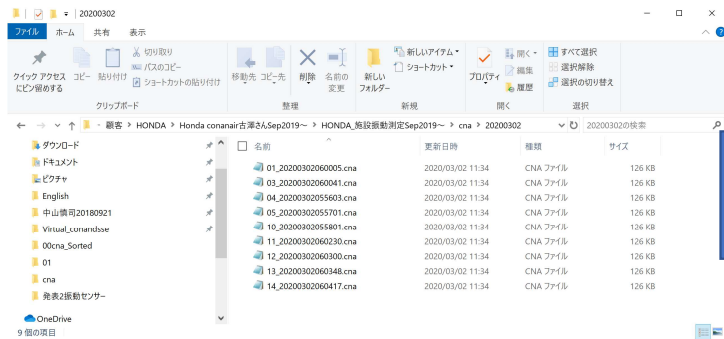 20200302
ファイル ホーム 共有 表示
クイック アクセスにピン留めする
コピー
貼り付け
切り取り
パスのコピー
ショートカットの貼り付け
移動先
コピー先
削除
名前の変更
新しいフォルダー
新しいアイテム
ショートカット
プロパティ
開く
編集
履歴
すべて選択
選択解除
選択の切り替え
クリップボード 整理 新規 開く 選択
顧客 > HONDA > Honda conanair古澤さんSep2019～ > HONDA_施設振動測定Sep2019～ > cna > 20200302
20200302の検索
名前 更新日時 種類 サイズ
ダウンロード
ドキュメント
ピクチャ
English
中山慎司20180921
Virtual_conandsse
00cna_Sorted
01
cna
発表2振動センサー
OneDrive
01_20200302060005.cna 2020/03/02 11:34 CNA ファイル 126 KB
03_20200302060041.cna 2020/03/02 11:34 CNA ファイル 126 KB
04_20200302055603.cna 2020/03/02 11:34 CNA ファイル 126 KB
05_20200302055701.cna 2020/03/02 11:34 CNA ファイル 126 KB
10_20200302055801.cna 2020/03/02 11:34 CNA ファイル 126 KB
11_20200302060230.cna 2020/03/02 11:34 CNA ファイル 126 KB
12_20200302060300.cna 2020/03/02 11:34 CNA ファイル 126 KB
13_20200302060348.cna 2020/03/02 11:34 CNA ファイル 126 KB
14_20200302060417.cna 2020/03/02 11:34 CNA ファイル 126 KB
9 個の項目